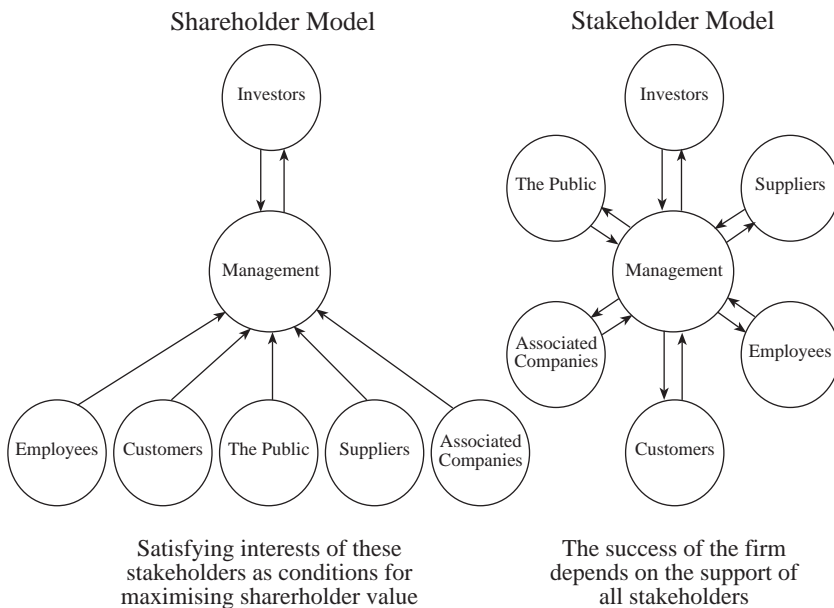 Shareholder Model
Investors
Management
Employees
Customers
The Public
Suppliers
Associated
Companies
Satisfying interests of these
stakeholders as conditions for
maximising sharerholder value
Stakeholder Model
Investors
The Public
Suppliers
Management
Associated
Companies
Employees
Customers
The success of the firm
depends on the support of
all stakeholders